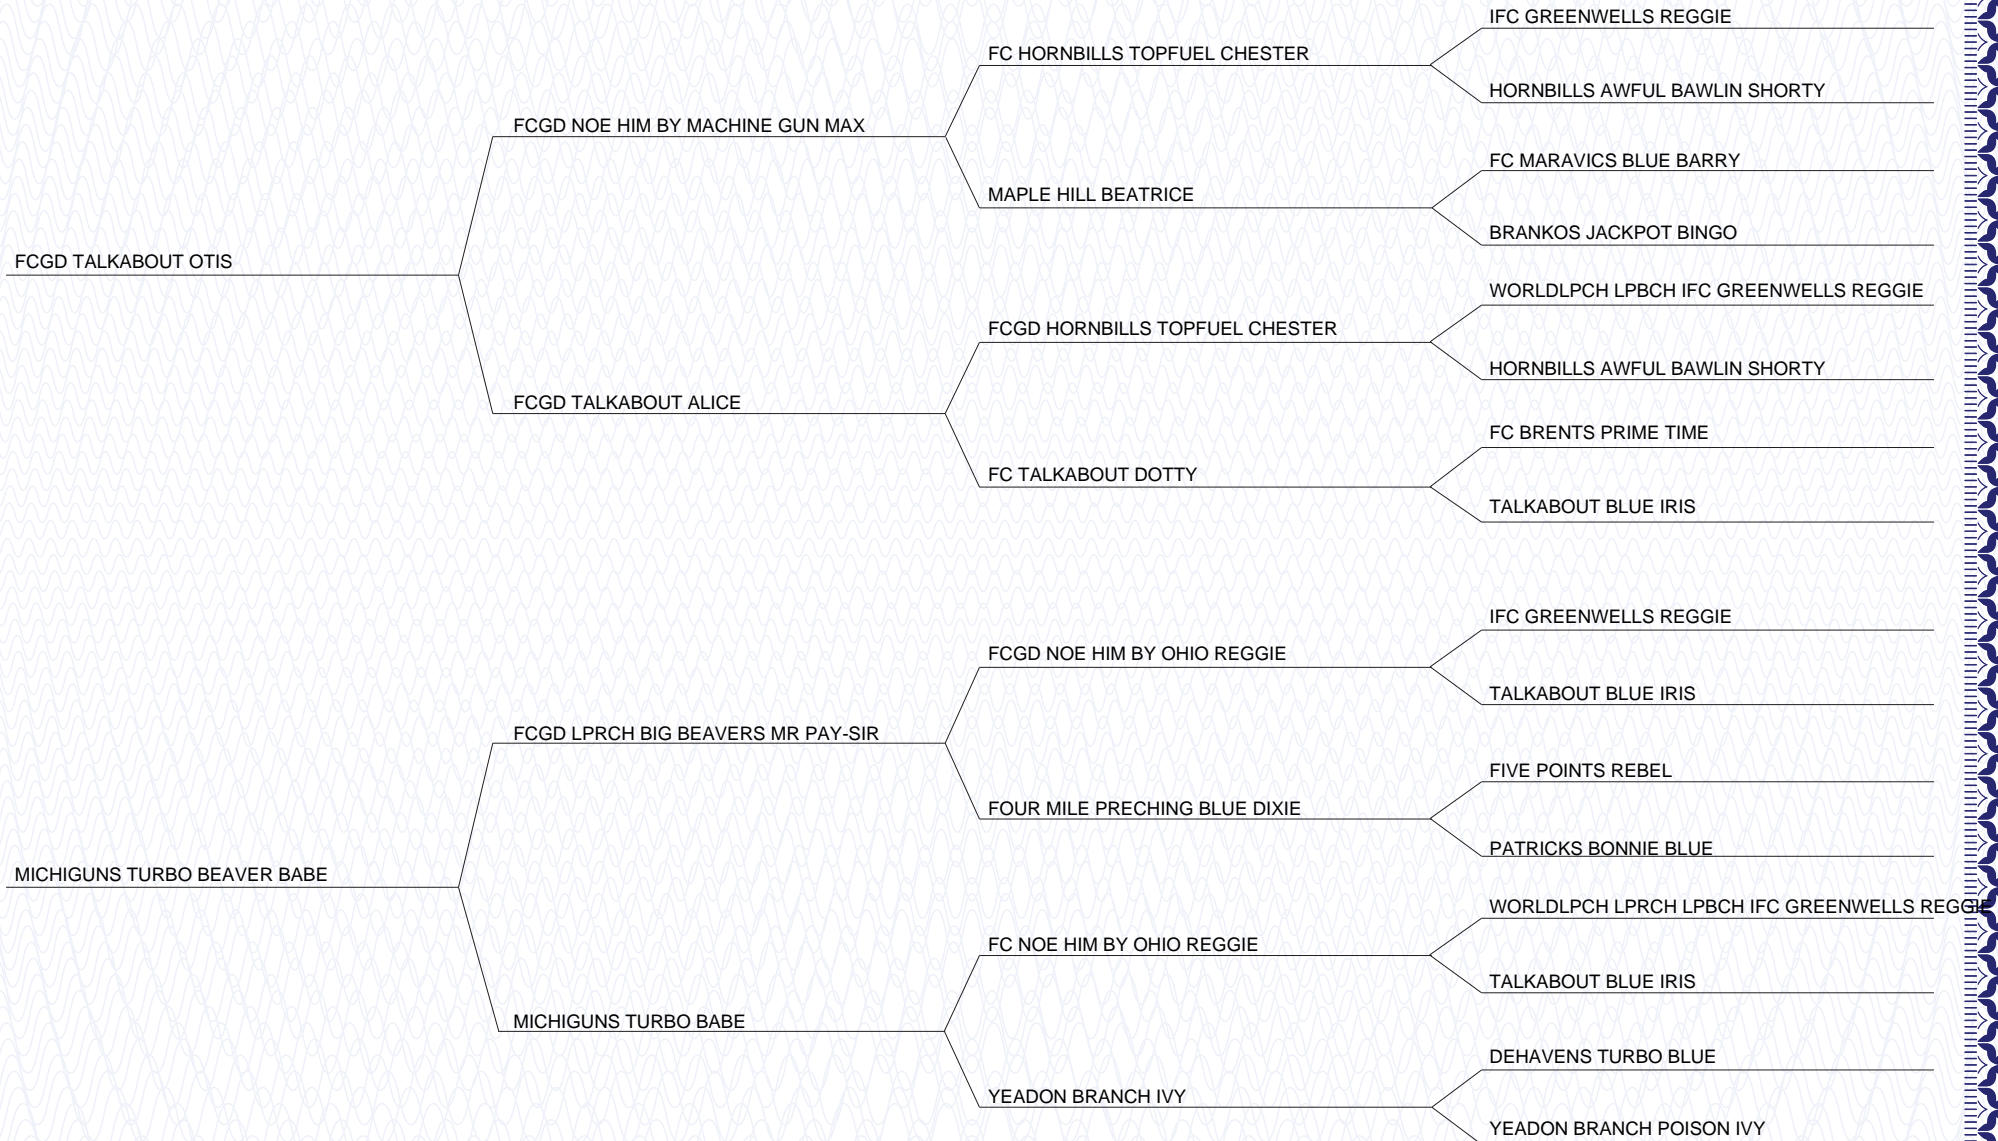 IFC GREENWELLS REGGIE
FC HORNBILLS TOPFUEL CHESTER
HORNBILLS AWFUL BAWLIN SHORTY
FCGD NOE HIM BY MACHINE GUN MAX
FC MARAVICS BLUE BARRY
MAPLE HILL BEATRICE
BRANKOS JACKPOT BINGO
FCGD TALKABOUT OTIS
WORLDLPCH LPBCH IFC GREENWELLS REGGIE
FCGD HORNBILLS TOPFUEL CHESTER
HORNBILLS AWFUL BAWLIN SHORTY
FCGD TALKABOUT ALICE
FC BRENTS PRIME TIME
FC TALKABOUT DOTTY
TALKABOUT BLUE IRIS
IFC GREENWELLS REGGIE
FCGD NOE HIM BY OHIO REGGIE
TALKABOUT BLUE IRIS
FCGD LPRCH BIG BEAVERS MR PAY-SIR
FIVE POINTS REBEL
FOUR MILE PRECHING BLUE DIXIE
PATRICKS BONNIE BLUE
MICHIGUNS TURBO BEAVER BABE
WORLDLPCH LPRCH LPBCH IFC GREENWELLS REGGIE
FC NOE HIM BY OHIO REGGIE
TALKABOUT BLUE IRIS
MICHIGUNS TURBO BABE
DEHAVENS TURBO BLUE
YEADON BRANCH IVY
YEADON BRANCH POISON IVY